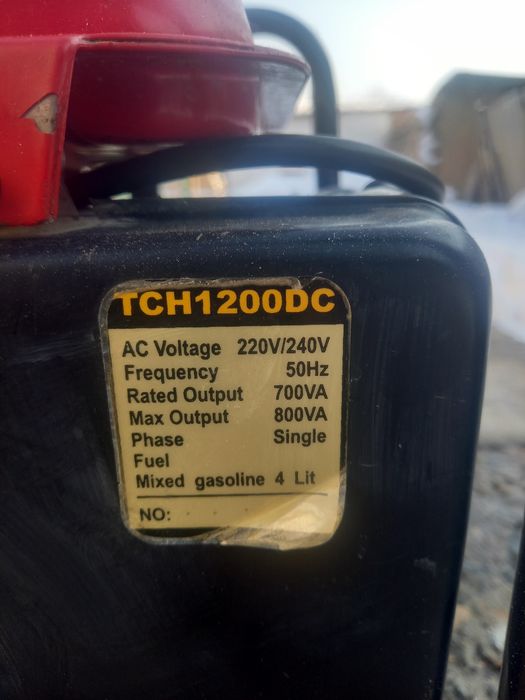 TCH1200DC
AC Voltage 220V/240V
Frequency 50Hz
Rated Output 700VA
Max Output 800VA
Phase Single
Fuel
Mixed gasoline 4 Lit
NO: